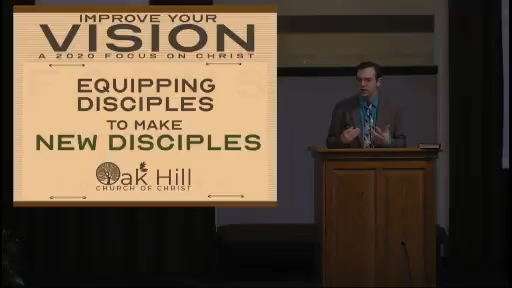 IMPROVE YOUR
VISION
A 2020 FOCUS ON CHRIST
EQUIPPING
DISCIPLES
TO MAKE
NEW DISCIPLES
Oak Hill
CHURCH OF CHRIST